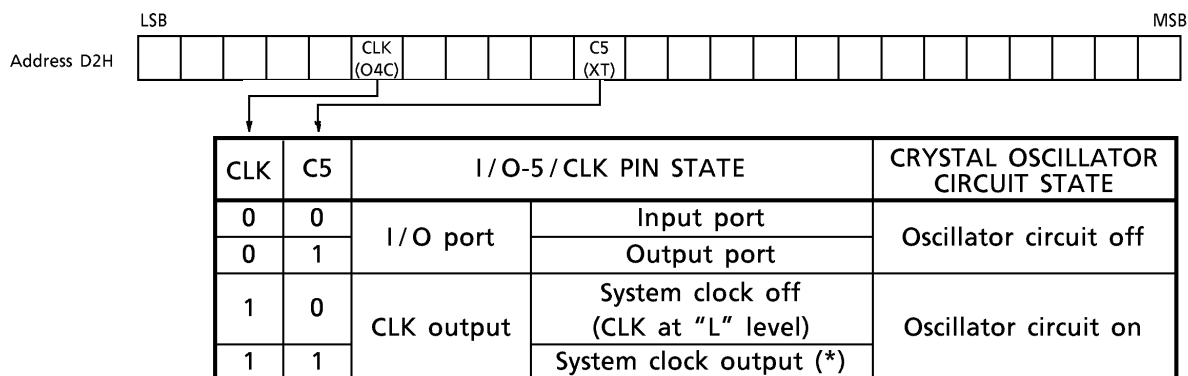 LSB MSB
Address D2H CLK (O4C) C5 (XT)
CLK C5 I/O-5/CLK PIN STATE CRYSTAL OSCILLATOR CIRCUIT STATE
0 0 I/O port Input port Oscillator circuit off
0 1 Output port
1 0 CLK output System clock off (CLK at "L" level) Oscillator circuit on
1 1 System clock output (*)